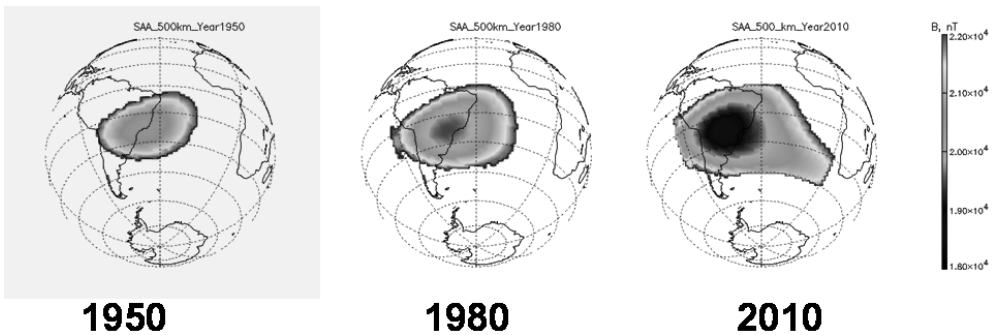 SAA_500km_Year1950
SAA_500km_Year1980
SAA_500_km_Year2010
B, nT
2.20×10⁴
2.10×10⁴
2.00×10⁴
1.90×10⁴
1.80×10⁴
1950
1980
2010